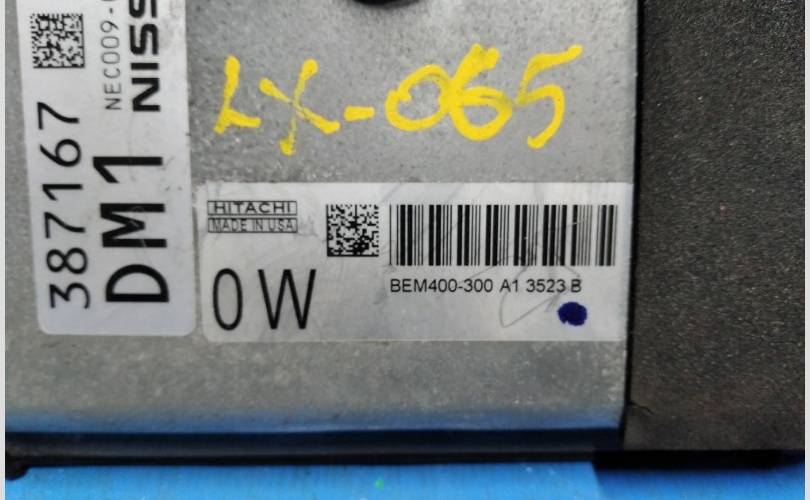 387167
DM1
NEC009-
NISS
LX-065
HITACHI
MADE IN USA
0W
BEM400-300 A1 3523 B